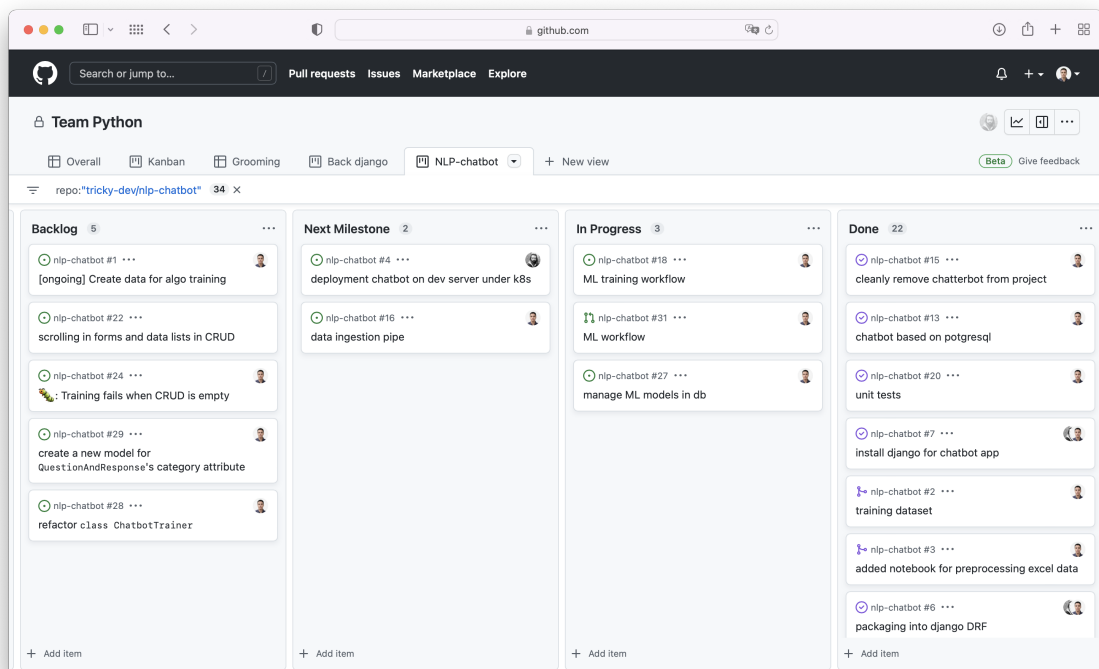 github.com
Search or jump to...
/
Pull requests Issues Marketplace Explore
Team Python
Overall Kanban Grooming Back django NLP-chatbot + New view Beta Give feedback
repo:"tricky-dev/nlp-chatbot" 34 ×
Backlog 5 ...
nlp-chatbot #1 ...
[ongoing] Create data for algo training
nlp-chatbot #22 ...
scrolling in forms and data lists in CRUD
nlp-chatbot #24 ...
🐛: Training fails when CRUD is empty
nlp-chatbot #29 ...
create a new model for
QuestionAndResponse's category attribute
nlp-chatbot #28 ...
refactor class ChatbotTrainer
+ Add item
Next Milestone 2 ...
nlp-chatbot #4 ...
deployment chatbot on dev server under k8s
nlp-chatbot #16 ...
data ingestion pipe
+ Add item
In Progress 3 ...
nlp-chatbot #18 ...
ML training workflow
nlp-chatbot #31 ...
ML workflow
nlp-chatbot #27 ...
manage ML models in db
+ Add item
Done 22 ...
nlp-chatbot #15 ...
cleanly remove chatterbot from project
nlp-chatbot #13 ...
chatbot based on potgresql
nlp-chatbot #20 ...
unit tests
nlp-chatbot #7 ...
install django for chatbot app
nlp-chatbot #2 ...
training dataset
nlp-chatbot #3 ...
added notebook for preprocessing excel data
nlp-chatbot #6 ...
packaging into django DRF
+ Add item